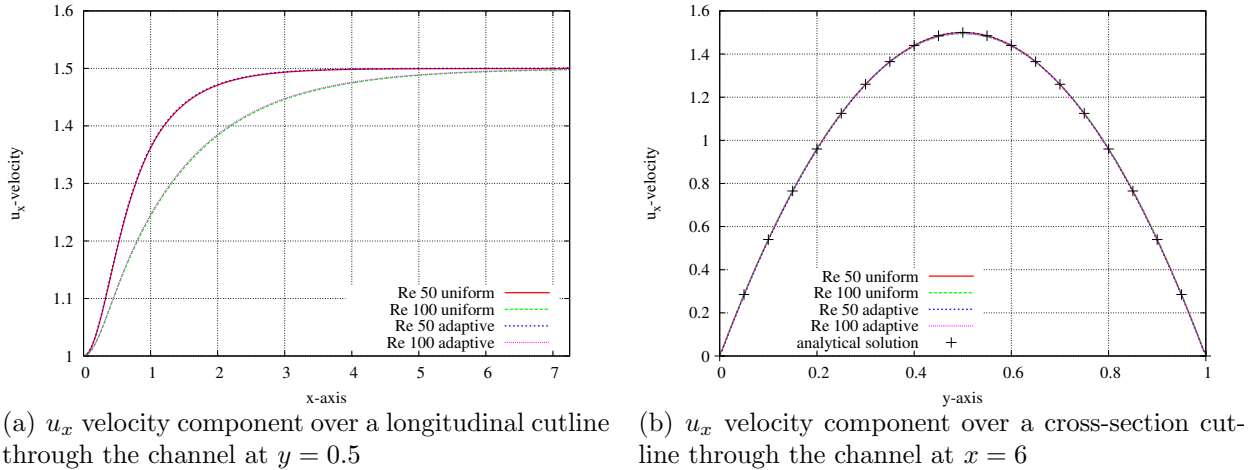 1.6
1.5
1.4
1.3
1.2
1.1
1
0 1 2 3 4 5 6 7
u_x-velocity
x-axis
Re 50 uniform
Re 100 uniform
Re 50 adaptive
Re 100 adaptive
(a) u_x velocity component over a longitudinal cutline
through the channel at y = 0.5
1.6
1.4
1.2
1
0.8
0.6
0.4
0.2
0
0 0.2 0.4 0.6 0.8 1
u_x-velocity
y-axis
Re 50 uniform
Re 100 uniform
Re 50 adaptive
Re 100 adaptive
analytical solution
(b) u_x velocity component over a cross-section cut-
line through the channel at x = 6